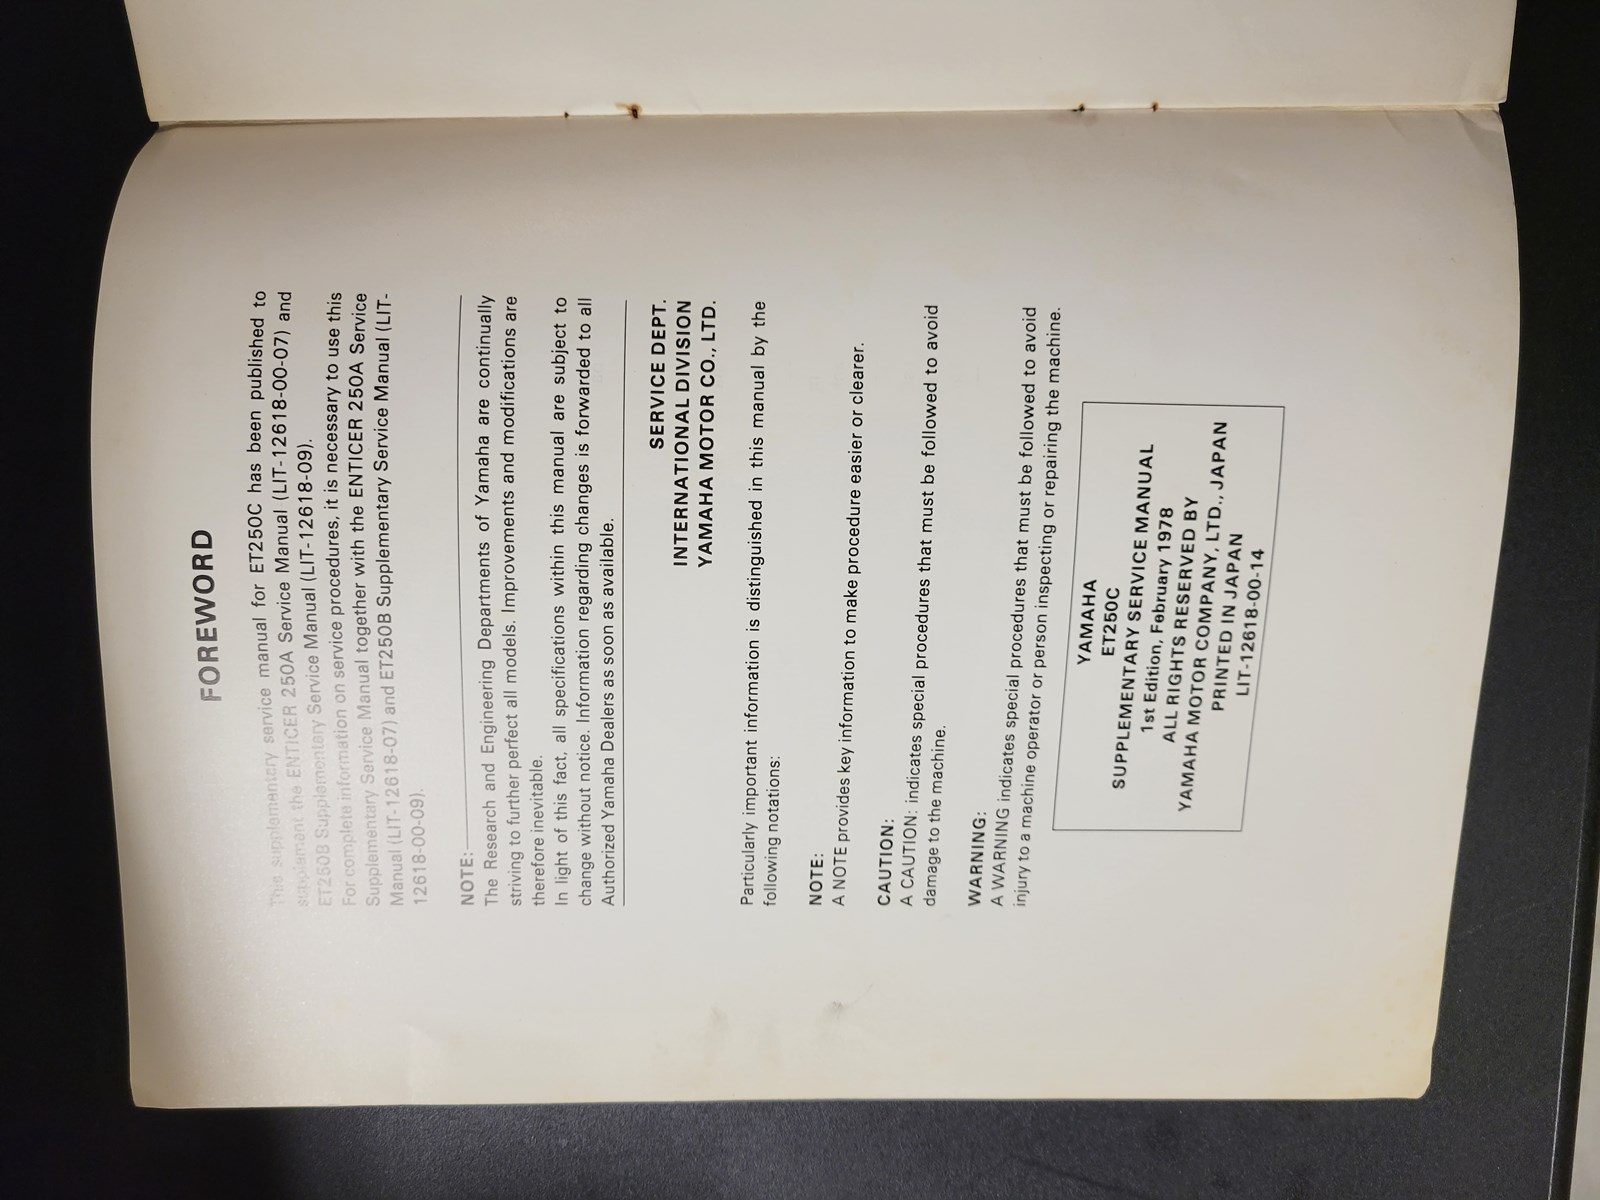 FOREWORD
This supplementary service manual for ET250C has been published to
supplement the ENTICER 250A Service Manual (LIT-12618-00-07) and
ET250B Supplementary Service Manual (LIT-12618-09).
For complete information on service procedures, it is necessary to use this
Supplementary Service Manual together with the ENTICER 250A Service
Manual (LIT-12618-07) and ET250B Supplementary Service Manual (LIT-
12618-00-09).
NOTE:
The Research and Engineering Departments of Yamaha are continually
striving to further perfect all models. Improvements and modifications are
therefore inevitable.
In light of this fact, all specifications within this manual are subject to
change without notice. Information regarding changes is forwarded to all
Authorized Yamaha Dealers as soon as available.
SERVICE DEPT.
INTERNATIONAL DIVISION
YAMAHA MOTOR CO., LTD.
Particularly important information is distinguished in this manual by the
following notations:
NOTE:
A NOTE provides key information to make procedure easier or clearer.
CAUTION:
A CAUTION: indicates special procedures that must be followed to avoid
damage to the machine.
WARNING:
A WARNING indicates special procedures that must be followed to avoid
injury to a machine operator or person inspecting or repairing the machine.
YAMAHA
ET250C
SUPPLEMENTARY SERVICE MANUAL
1st Edition, February 1978
ALL RIGHTS RESERVED BY
YAMAHA MOTOR COMPANY, LTD., JAPAN
PRINTED IN JAPAN
LIT-12618-00-14